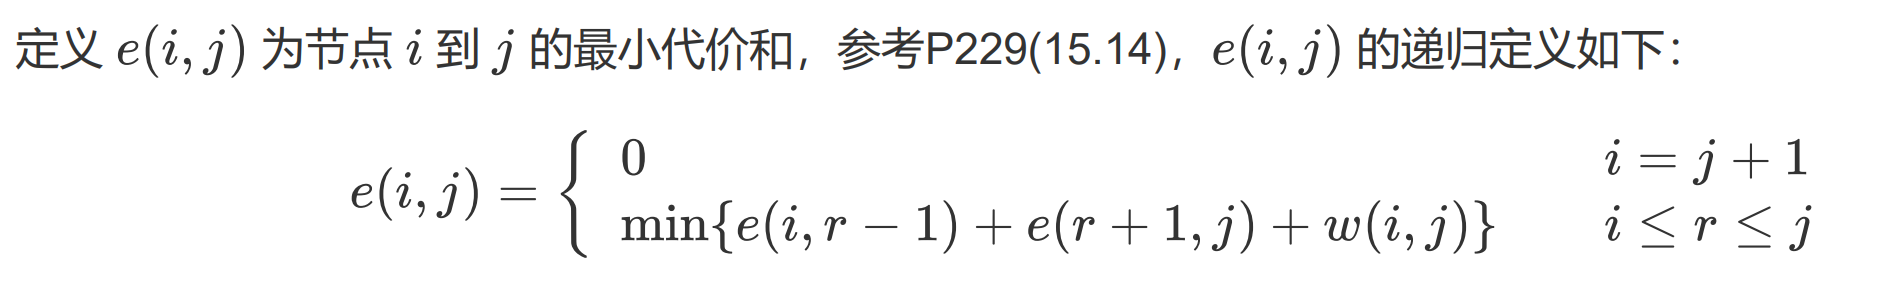 定义 e(i, j) 为节点 i 到 j 的最小代价和，参考P229(15.14)，e(i, j) 的递归定义如下：
e(i, j) = { 0 i = j + 1
min{e(i, r − 1) + e(r + 1, j) + w(i, j)} i ≤ r ≤ j